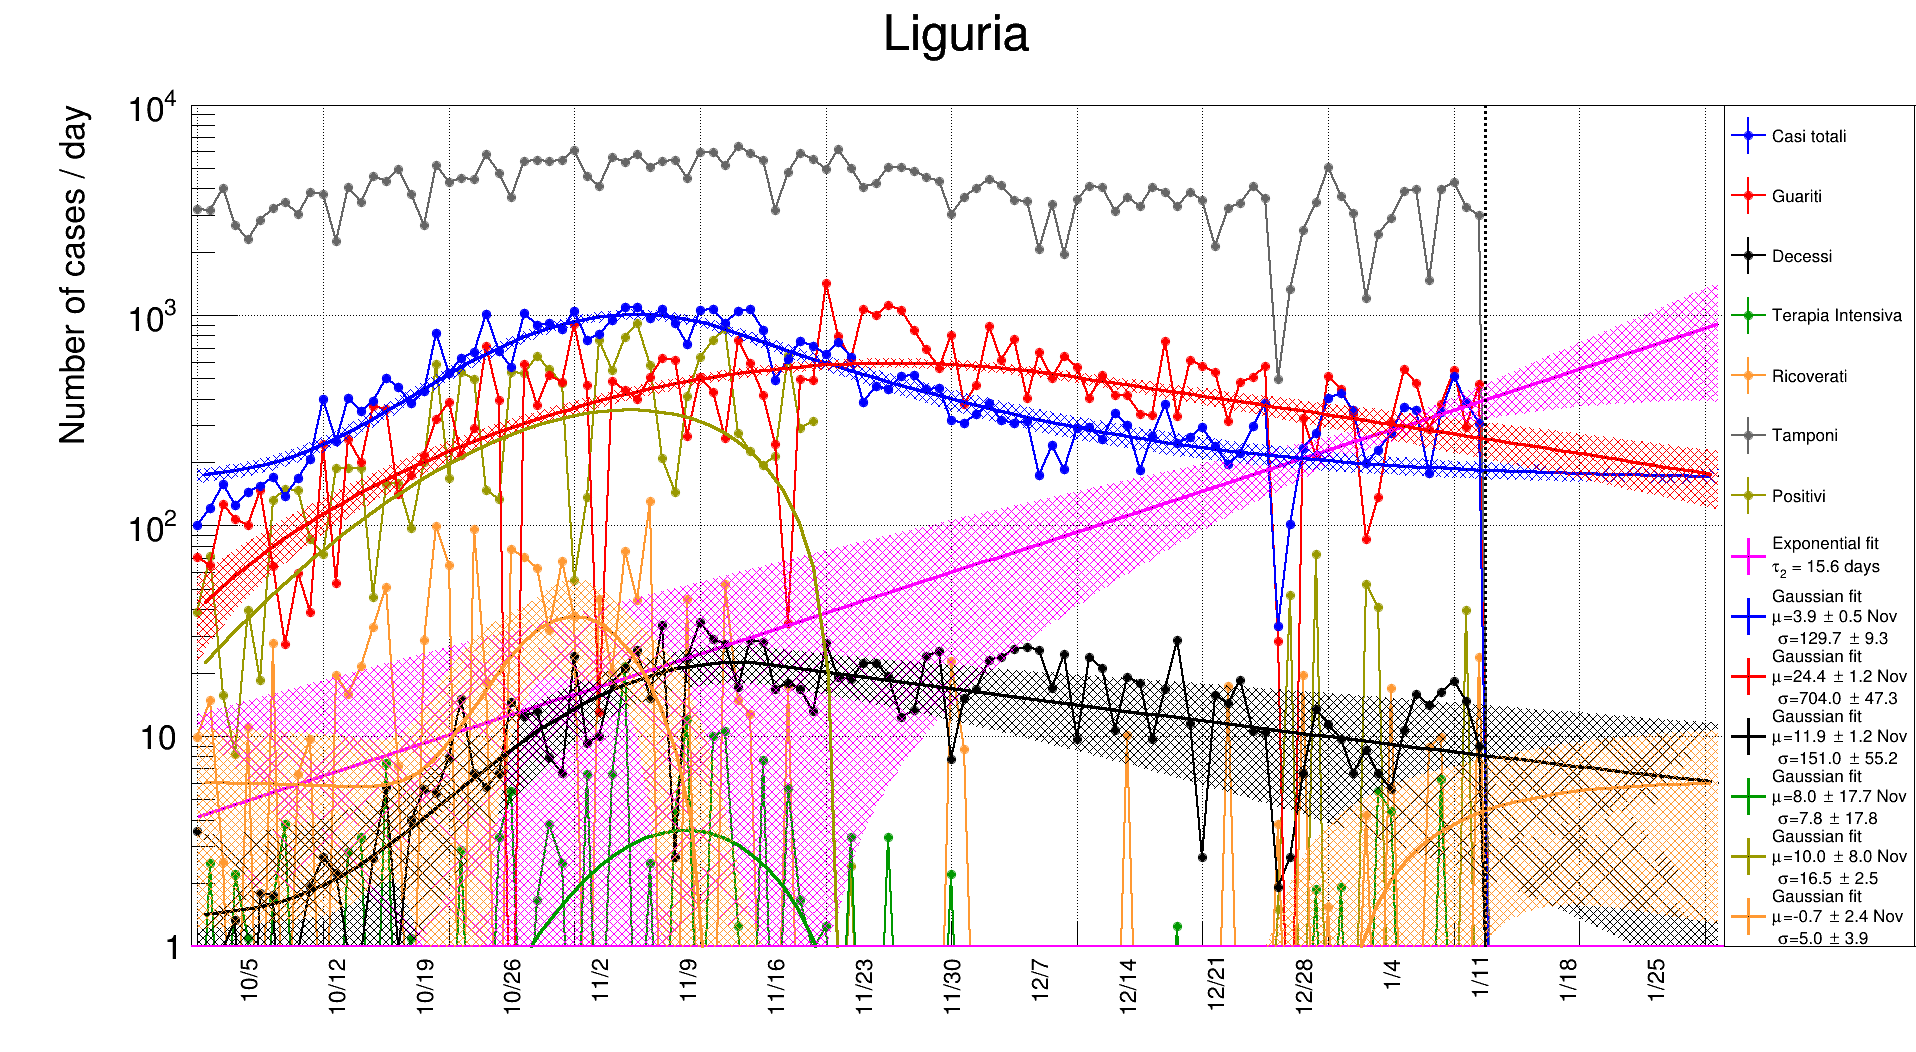 Liguria
Number of cases / day
10^4
10^3
10^2
10
1
10/5
10/12
10/19
10/26
11/2
11/9
11/16
11/23
11/30
12/7
12/14
12/21
12/28
1/4
1/11
1/18
1/25
Casi totali
Guariti
Decessi
Terapia Intensiva
Ricoverati
Tamponi
Positivi
Exponential fit
τ₂ = 15.6 days
Gaussian fit
μ=3.9 ± 0.5 Nov
σ=129.7 ± 9.3
Gaussian fit
μ=24.4 ± 1.2 Nov
σ=704.0 ± 47.3
Gaussian fit
μ=11.9 ± 1.2 Nov
σ=151.0 ± 55.2
Gaussian fit
μ=8.0 ± 17.7 Nov
σ=7.8 ± 17.8
Gaussian fit
μ=10.0 ± 8.0 Nov
σ=16.5 ± 2.5
Gaussian fit
μ=-0.7 ± 2.4 Nov
σ=5.0 ± 3.9